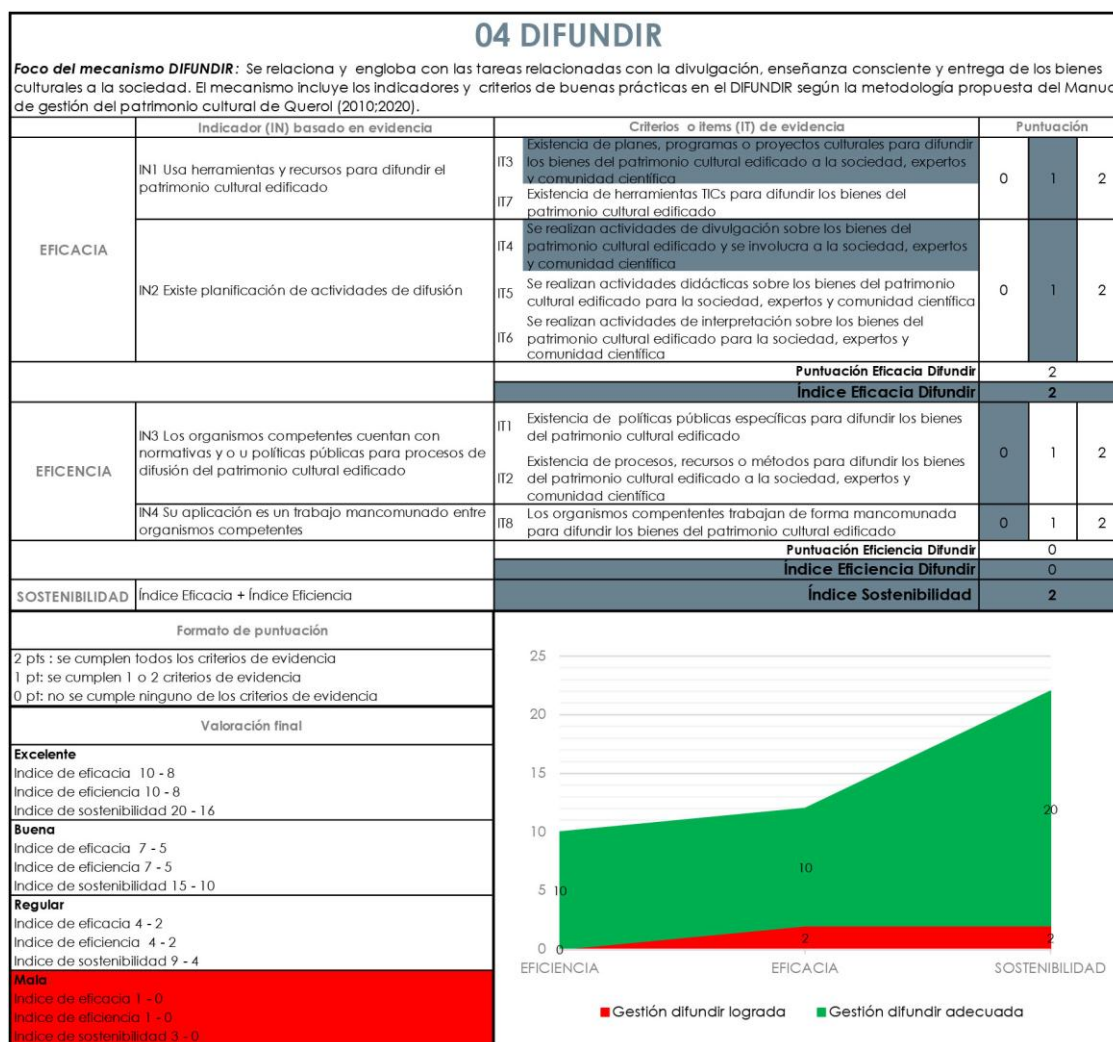 04 DIFUNDIR
Foco del mecanismo DIFUNDIR: Se relaciona y engloba con las tareas relacionadas con la divulgación, enseñanza consciente y entrega de los bienes
culturales a la sociedad. El mecanismo incluye los indicadores y criterios de buenas prácticas en el DIFUNDIR según la metodología propuesta del Manua
de gestión del patrimonio cultural de Querol (2010;2020).
Indicador (IN) basado en evidencia
Criterios o items (IT) de evidencia
Puntuación
EFICACIA
IN1 Usa herramientas y recursos para difundir el
patrimonio cultural edificado
IT3 Existencia de planes, programas o proyectos culturales para difundir
los bienes del patrimonio cultural edificado a la sociedad, expertos
y comunidad científica
IT7 Existencia de herramientas TICs para difundir los bienes del
patrimonio cultural edificado
0 1 2
IN2 Existe planificación de actividades de difusión
IT4 Se realizan actividades de divulgación sobre los bienes del
patrimonio cultural edificado y se involucra a la sociedad, expertos
y comunidad científica
IT5 Se realizan actividades didácticas sobre los bienes del patrimonio
cultural edificado para la sociedad, expertos y comunidad científica
IT6 Se realizan actividades de interpretación sobre los bienes del
patrimonio cultural edificado para la sociedad, expertos y
comunidad científica
0 1 2
Puntuación Eficacia Difundir 2
Índice Eficacia Difundir 2
EFICENCIA
IN3 Los organismos competentes cuentan con
normativas y o u políticas públicas para procesos de
difusión del patrimonio cultural edificado
IT1 Existencia de políticas públicas específicas para difundir los bienes
del patrimonio cultural edificado
IT2 Existencia de procesos, recursos o métodos para difundir los bienes
del patrimonio cultural edificado a la sociedad, expertos y
comunidad científica
0 1 2
IN4 Su aplicación es un trabajo mancomunado entre
organismos competentes
IT8 Los organismos compententes trabajan de forma mancomunada
para difundir los bienes del patrimonio cultural edificado
0 1 2
Puntuación Eficiencia Difundir 0
Índice Eficiencia Difundir 0
SOSTENIBILIDAD Índice Eficacia + Índice Eficiencia
Índice Sostenibilidad 2
Formato de puntuación
2 pts : se cumplen todos los criterios de evidencia
1 pt: se cumplen 1 o 2 criterios de evidencia
0 pt: no se cumple ninguno de los criterios de evidencia
Valoración final
Excelente
Indice de eficacia 10 - 8
Indice de eficiencia 10 - 8
Indice de sostenibilidad 20 - 16
Buena
Indice de eficacia 7 - 5
Indice de eficiencia 7 - 5
Indice de sostenibilidad 15 - 10
Regular
Indice de eficacia 4 - 2
Indice de eficiencia 4 - 2
Indice de sostenibilidad 9 - 4
Mala
Indice de eficacia 1 - 0
Indice de eficiencia 1 - 0
Indice de sostenibilidad 3 - 0
25
20
15
10
5
0
10
0
10
2
20
2
EFICIENCIA
EFICACIA
SOSTENIBILIDAD
Gestión difundir lograda
Gestión difundir adecuada